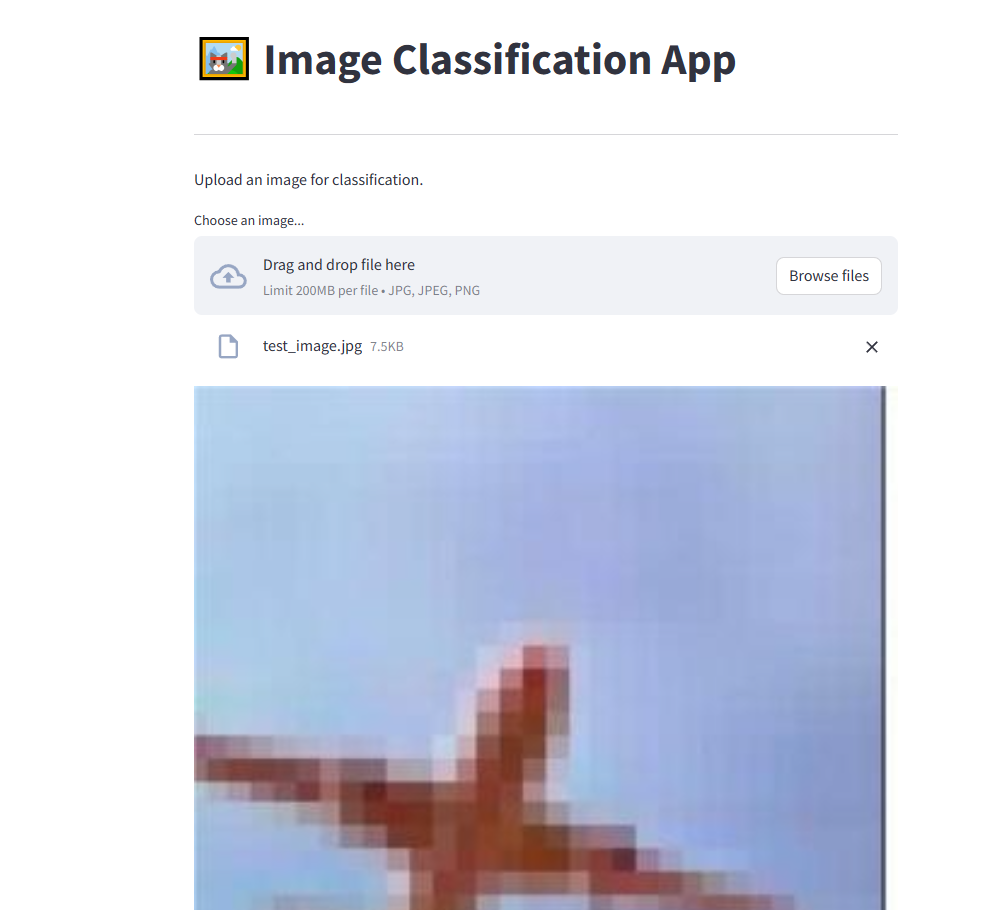 Image Classification App
Upload an image for classification.
Choose an image...
Drag and drop file here
Limit 200MB per file • JPG, JPEG, PNG
Browse files
test_image.jpg 7.5KB